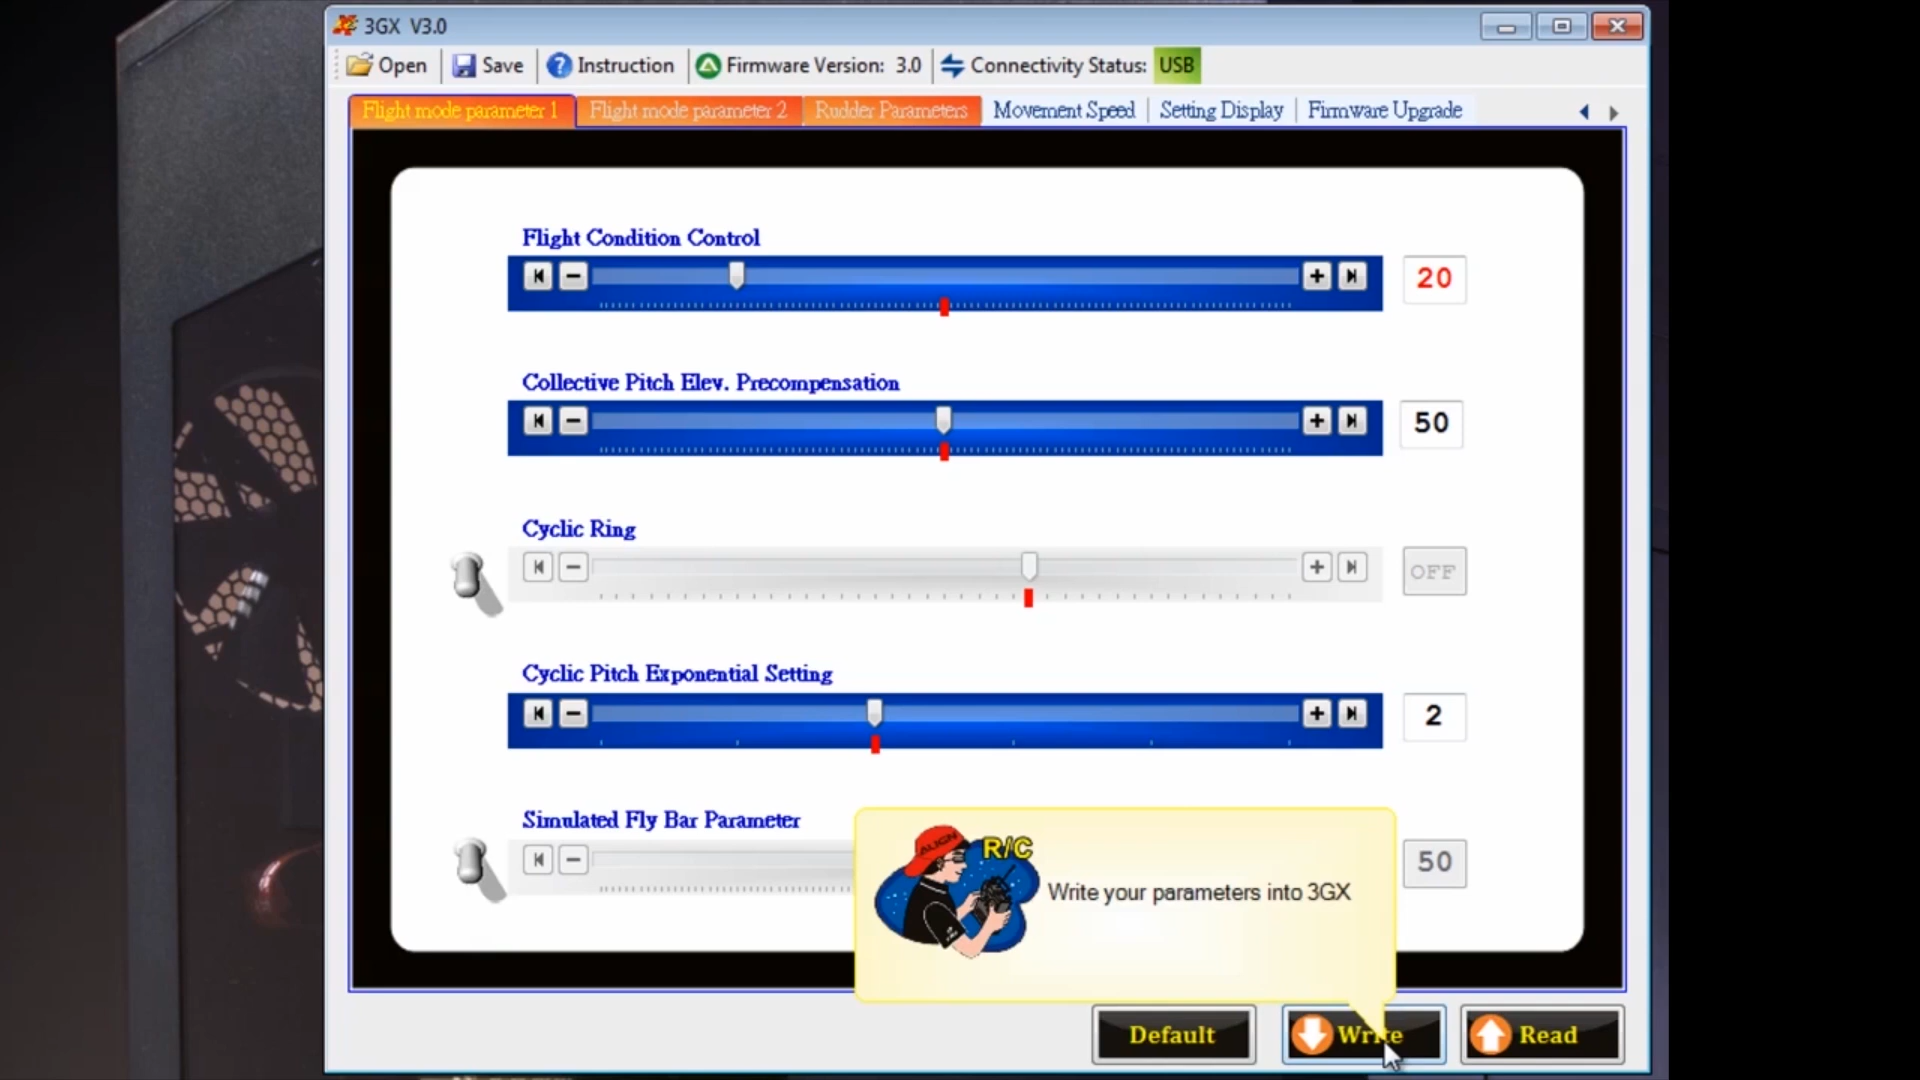 3GX V3.0
Open Save Instruction Firmware Version: 3.0 Connectivity Status: USB
Flight mode parameter 1 Flight mode parameter 2 Rudder Parameters Movement Speed Setting Display Firmware Upgrade
Flight Condition Control
20
Collective Pitch Elev. Precompensation
50
Cyclic Ring
OFF
Cyclic Pitch Exponential Setting
2
Simulated Fly Bar Parameter
50
ALIGN
R/C
Write your parameters into 3GX
Default Write Read